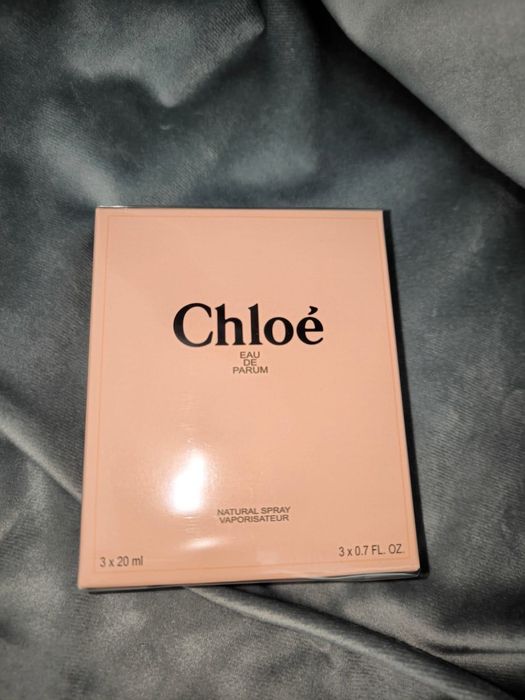 Chloé
EAU
DE
PARUM
NATURAL SPRAY
VAPORISATEUR
3 x 20 ml
3 x 0.7 FL. OZ.